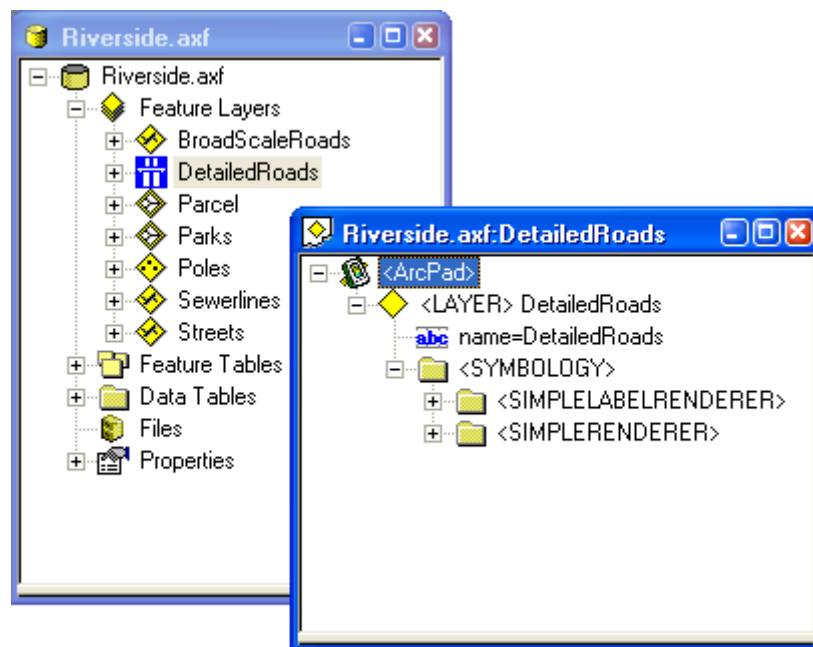 Riverside.axf
Riverside.axf
Feature Layers
BroadScaleRoads
DetailedRoads
Parcel
Parks
Poles
Sewerlines
Streets
Feature Tables
Data Tables
Files
Properties
Riverside.axf:DetailedRoads
<ArcPad>
<LAYER> DetailedRoads
abc name=DetailedRoads
<SYMBOLOGY>
<SIMPLELABELRENDERER>
<SIMPLERENDERER>